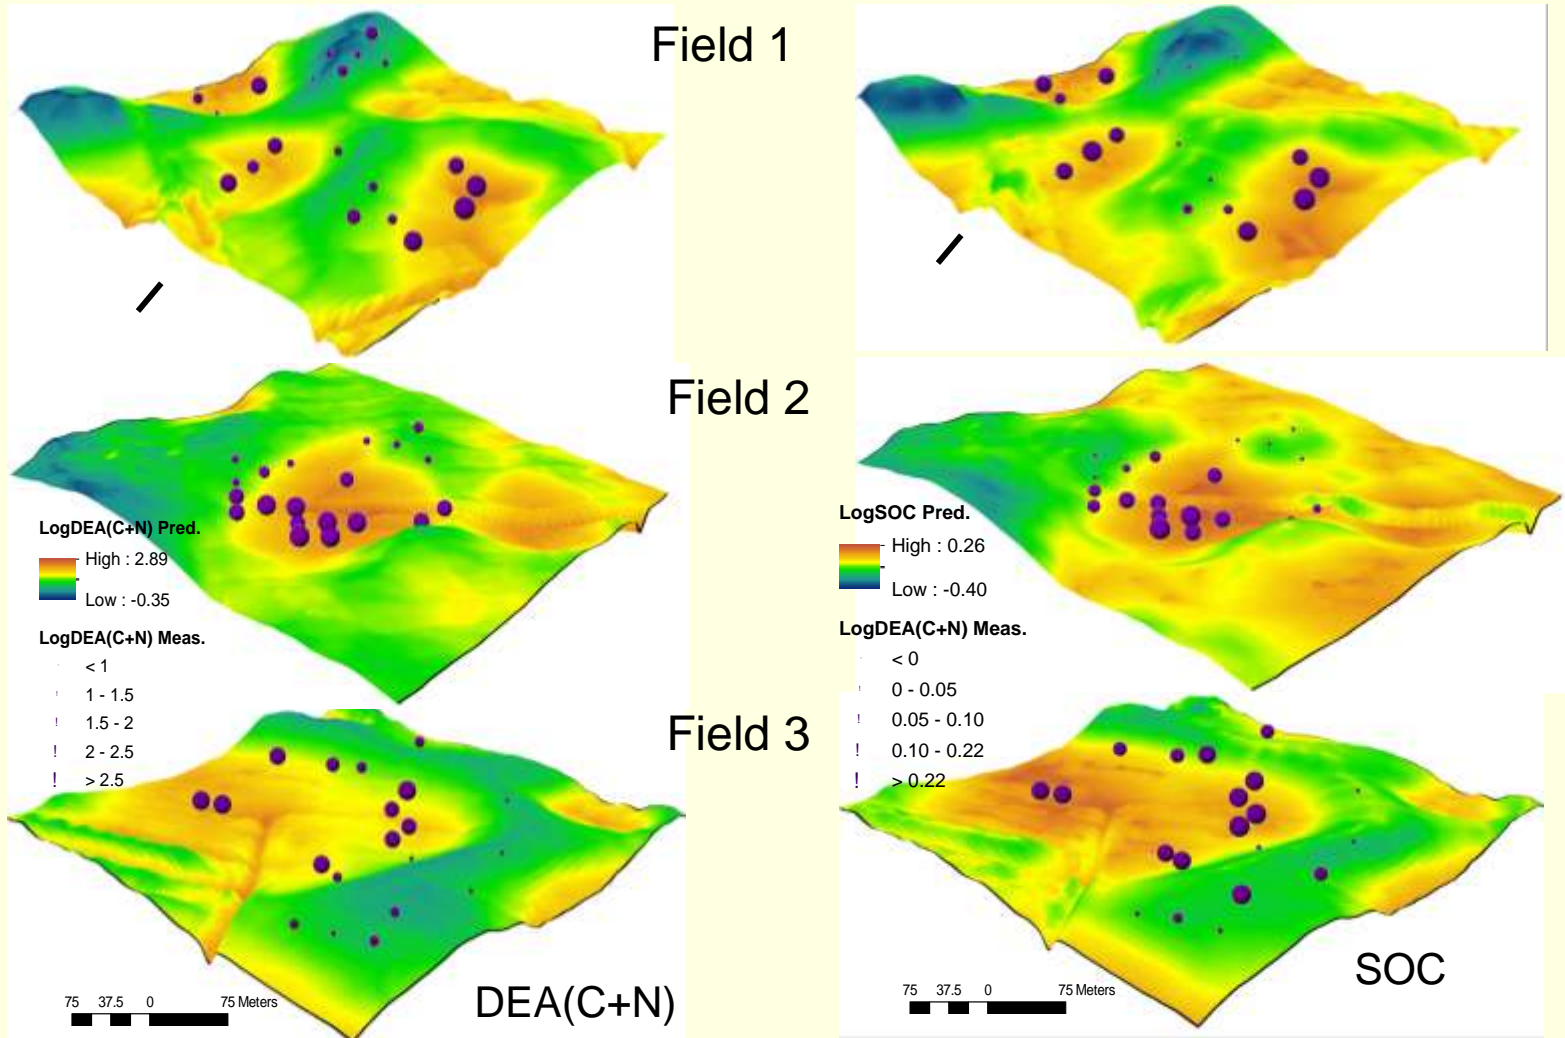 Field 1
Field 2
LogDEA(C+N) Pred.
High : 2.89
Low : -0.35
LogDEA(C+N) Meas.
< 1
1 - 1.5
1.5 - 2
2 - 2.5
> 2.5
LogSOC Pred.
High : 0.26
Low : -0.40
LogDEA(C+N) Meas.
< 0
0 - 0.05
0.05 - 0.10
0.10 - 0.22
> 0.22
Field 3
75 37.5 0 75 Meters
DEA(C+N)
75 37.5 0 75 Meters
SOC